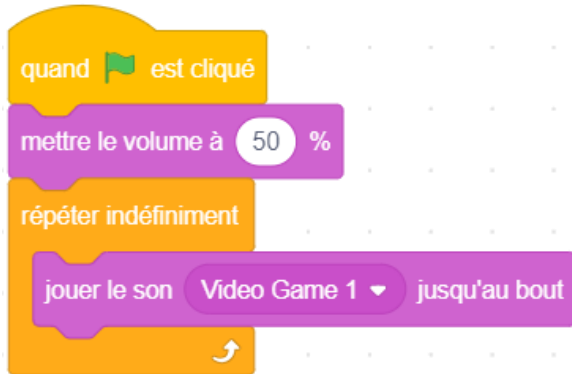 quand est cliqué
mettre le volume à 50 %
répéter indéfiniment
jouer le son Video Game 1 jusqu'au bout